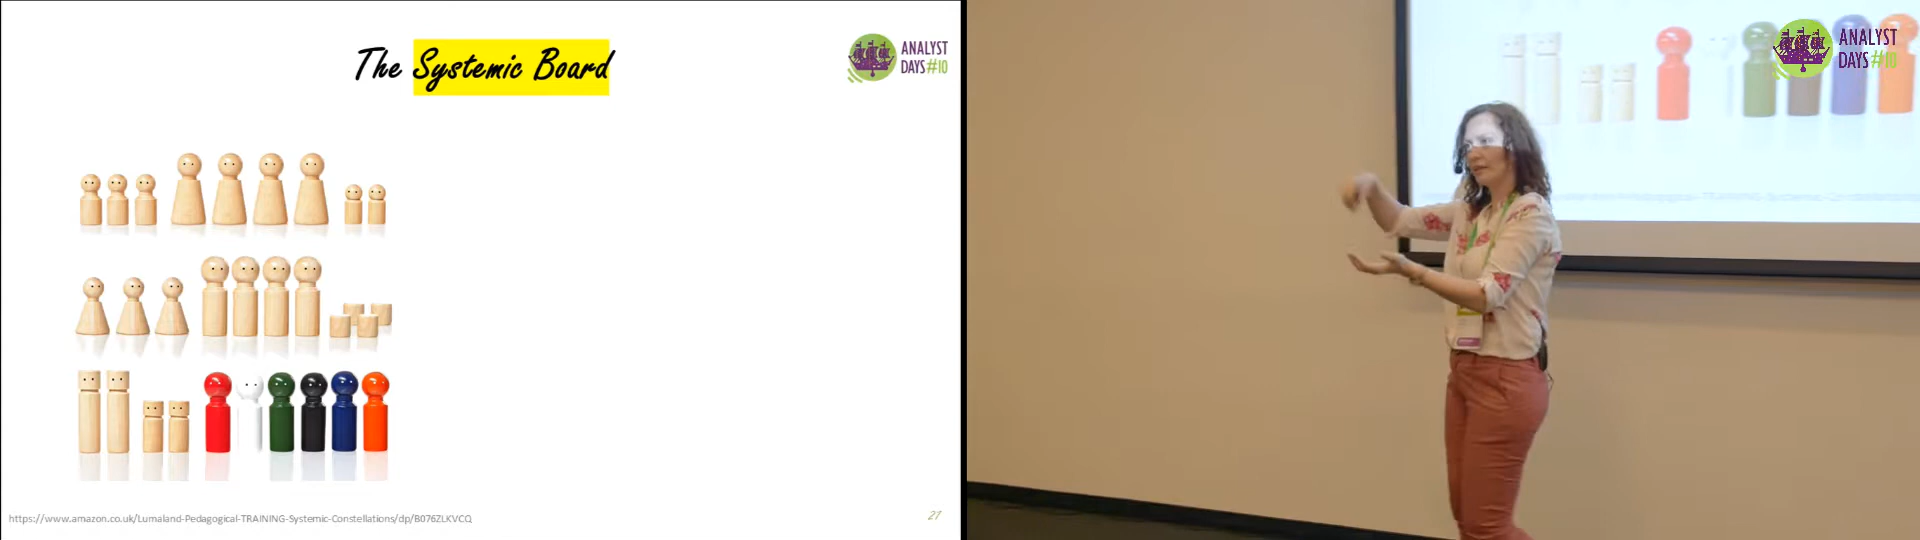 The Systemic Board
ANALYST
DAYS#10
https://www.amazon.co.uk/Lumaland-Pedagogical-TRAINING-Systemic-Constellations/dp/B076ZLKVCQ
21
ANALYST
DAYS#10